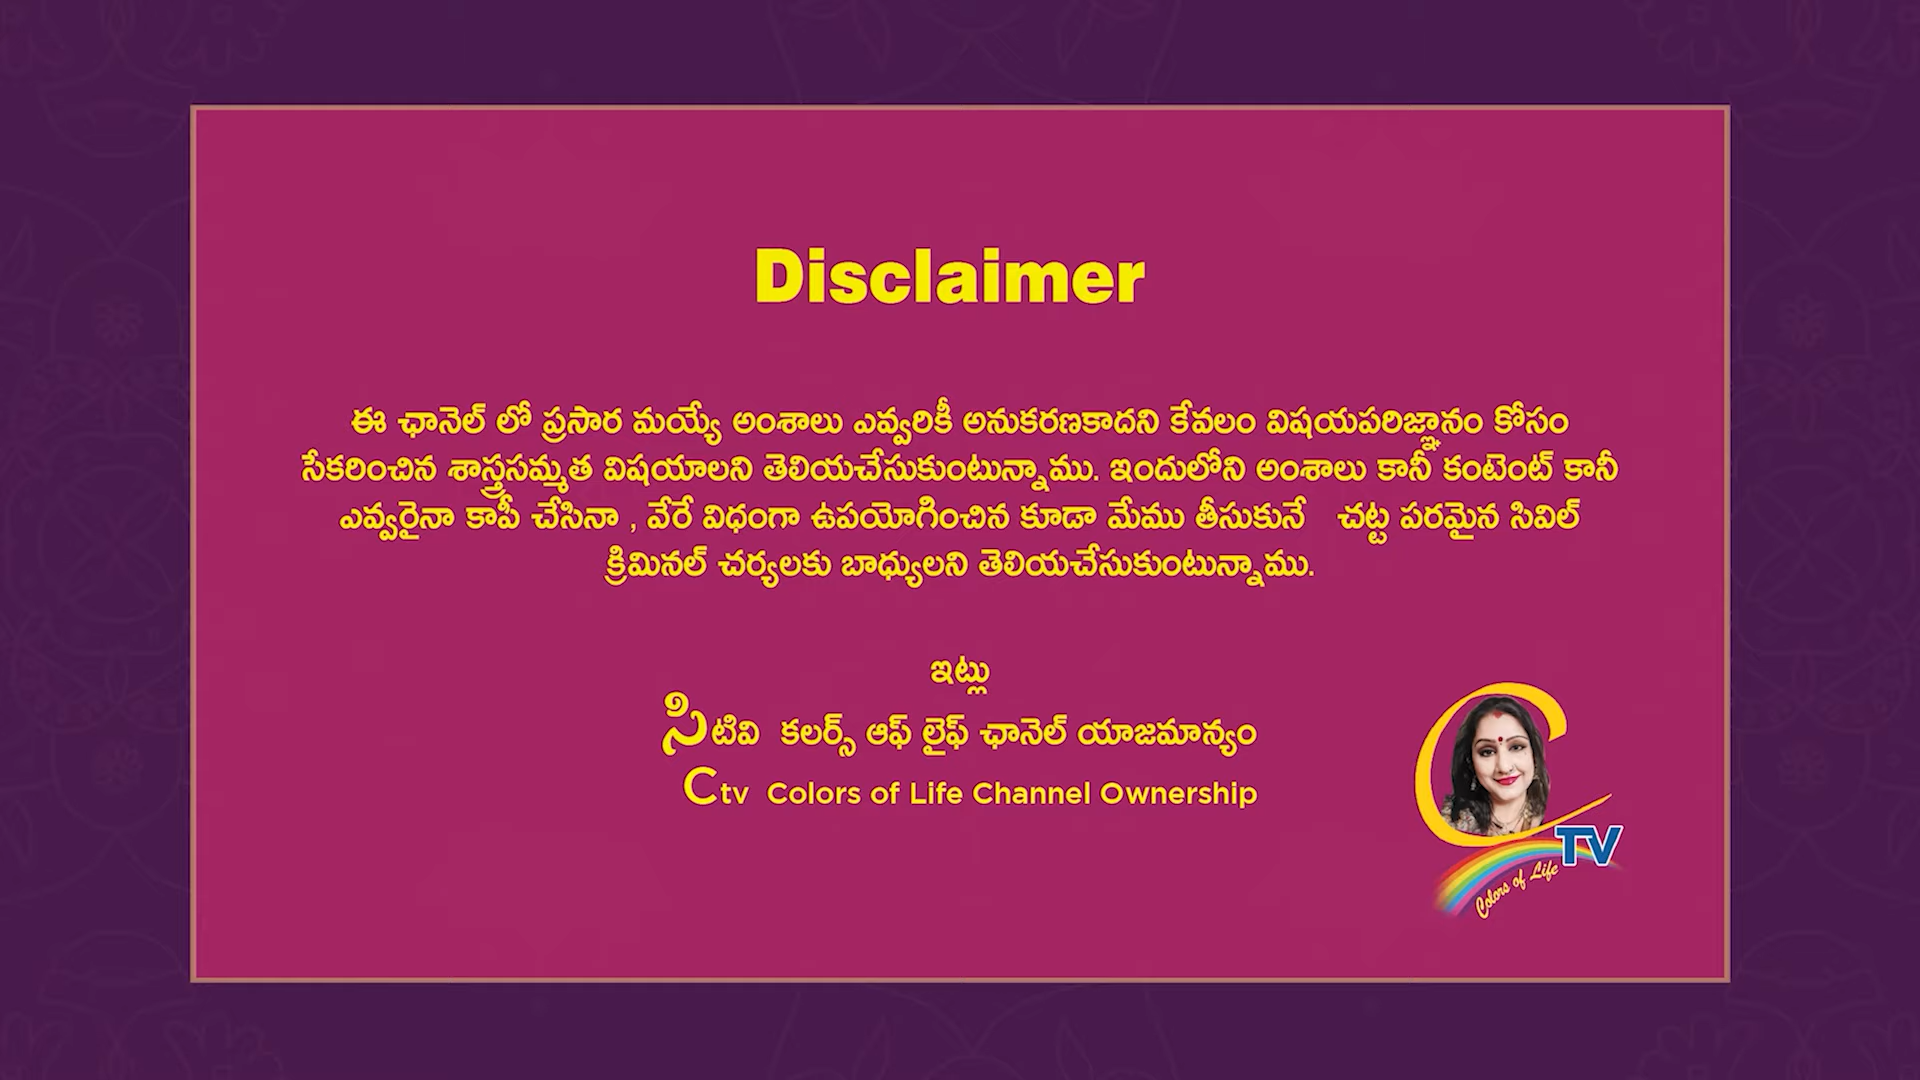 Disclaimer
ఈ ఛానెల్ లో ప్రసార మయ్యే అంశాలు ఎవ్వరికీ అనుకరణకాదని కేవలం విషయపరిజ్ఞానం కోసం
సేకరించిన శాస్త్రసమ్మత విషయాలని తెలియచేసుకుంటున్నాము. ఇందులోని అంశాలు కానీ కంటెంట్ కానీ
ఎవ్వరైనా కాపీ చేసినా , వేరే విధంగా ఉపయోగించిన కూడా మేము తీసుకునే చట్ట పరమైన సివిల్
క్రిమినల్ చర్యలకు బాధ్యులని తెలియచేసుకుంటున్నాము.
ఇట్లు
సిటివి కలర్స్ ఆఫ్ లైఫ్ ఛానెల్ యాజమాన్యం
Ctv Colors of Life Channel Ownership
C TV
Colors of Life